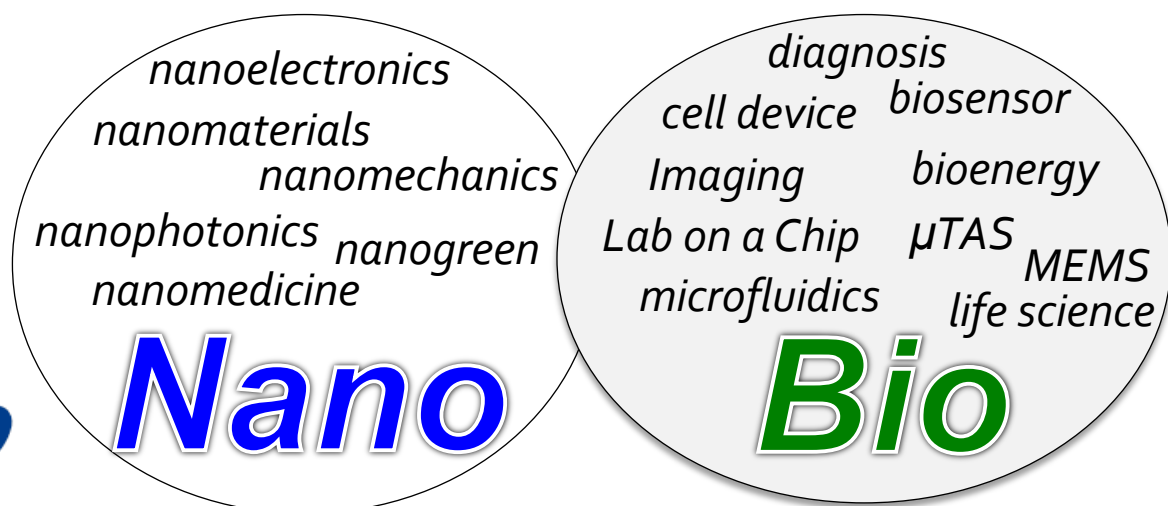 nanoelectronics
nanomaterials
nanomechanics
nanophotonics
nanogreen
nanomedicine
Nano
diagnosis
cell device
biosensor
Imaging
bioenergy
Lab on a Chip
µTAS
MEMS
microfluidics
life science
Bio